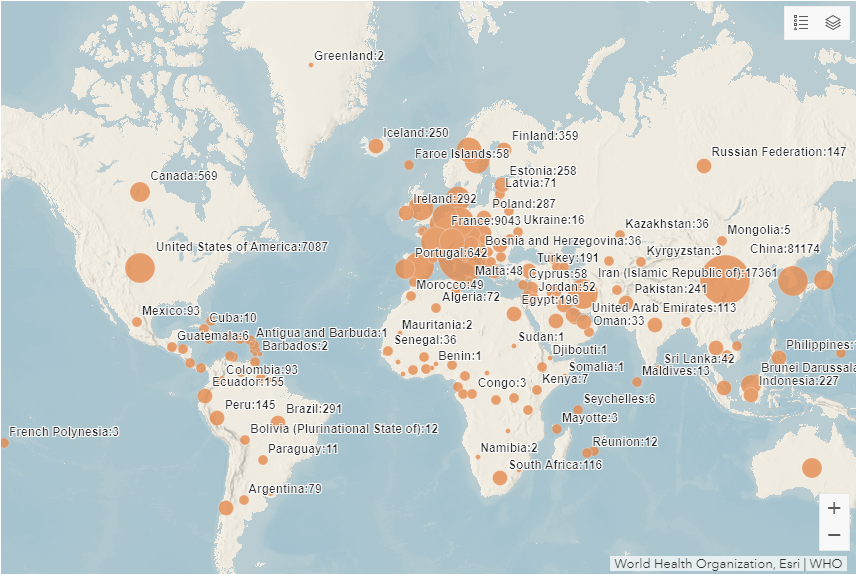 Greenland:2
Iceland:250
Finland:359
Faroe Islands:58
Russian Federation:147
Canada:569
Estonia:258
Latvia:71
Ireland:292
Poland:287
France:9043
Ukraine:16
Kazakhstan:36
Mongolia:5
United States of America:7087
Bosnia and Herzegovina:36
Kyrgyzstan:3
China:81174
Portugal:642
Turkey:191
Malta:48
Cyprus:58
Iran (Islamic Republic of):17361
Morocco:49
Jordan:52
Pakistan:241
Algeria:72
Egypt:196
Mexico:93
Cuba:10
United Arab Emirates:113
Oman:33
Mauritania:2
Guatemala:6
Antigua and Barbuda:1
Senegal:36
Sudan:1
Barbados:2
Djibouti:1
Philippines:
Benin:1
Sri Lanka:42
Colombia:93
Somalia:1
Maldives:13
Brunei Darussala
Ecuador:155
Congo:3
Kenya:7
Indonesia:227
Seychelles:6
Peru:145
Brazil:291
Mayotte:3
French Polynesia:3
Bolivia (Plurinational State of):12
Réunion:12
Paraguay:11
Namibia:2
South Africa:116
Argentina:79
World Health Organization, Esri | WHO